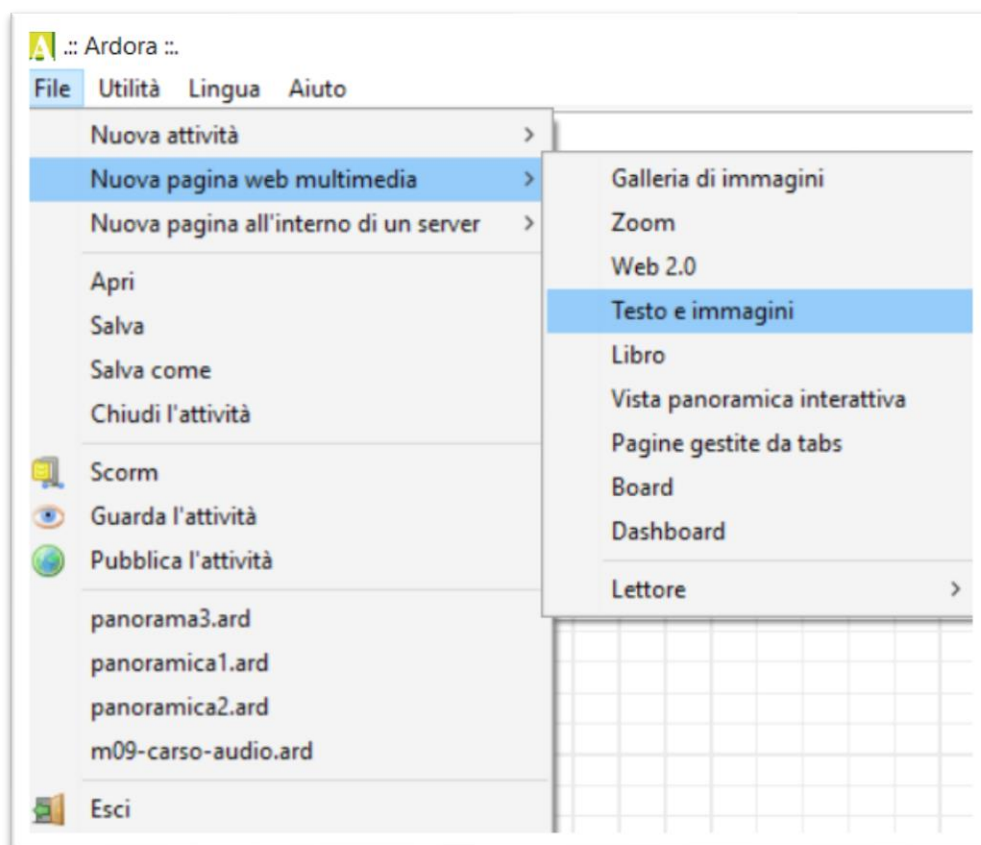 .:: Ardora ::.
File Utilità Lingua Aiuto
Nuova attività >
Nuova pagina web multimedia >
Nuova pagina all'interno di un server >
Apri
Salva
Salva come
Chiudi l'attività
Scorm
Guarda l'attività
Pubblica l'attività
panorama3.ard
panoramica1.ard
panoramica2.ard
m09-carso-audio.ard
Esci
Galleria di immagini
Zoom
Web 2.0
Testo e immagini
Libro
Vista panoramica interattiva
Pagine gestite da tabs
Board
Dashboard
Lettore >